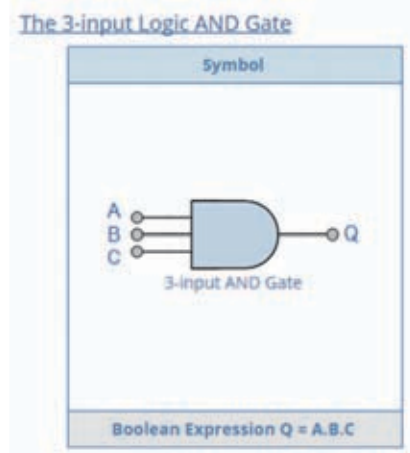 The 3-input Logic AND Gate
Symbol
A
B
C
Q
3-input AND Gate
Boolean Expression Q = A.B.C